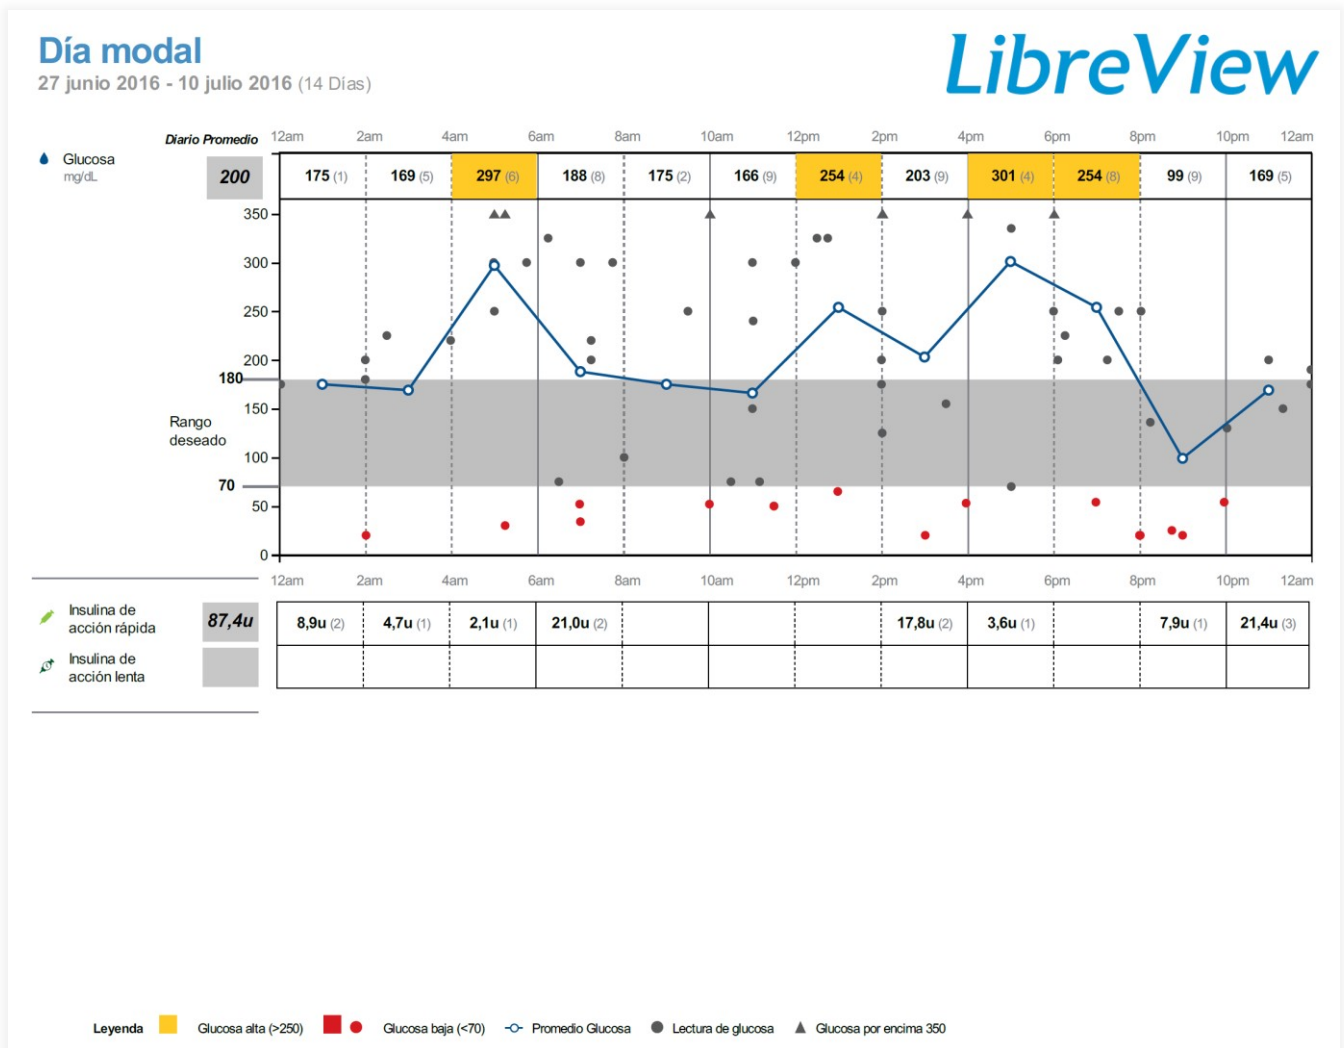 Día modal
LibreView
27 junio 2016 - 10 julio 2016 (14 Días)
Diario Promedio 12am 2am 4am 6am 8am 10am 12pm 2pm 4pm 6pm 8pm 10pm 12am
Glucosa
mg/dL
200 175 (1) 169 (5) 297 (6) 188 (8) 175 (2) 166 (9) 254 (4) 203 (9) 301 (4) 254 (8) 99 (9) 169 (5)
350
300
250
200
180
150
Rango
deseado
100
70
50
0
12am 2am 4am 6am 8am 10am 12pm 2pm 4pm 6pm 8pm 10pm 12am
Insulina de
acción rápida
87,4u 8,9u (2) 4,7u (1) 2,1u (1) 21,0u (2) 17,8u (2) 3,6u (1) 7,9u (1) 21,4u (3)
Insulina de
acción lenta
Leyenda Glucosa alta (>250) Glucosa baja (<70) Promedio Glucosa Lectura de glucosa Glucosa por encima 350